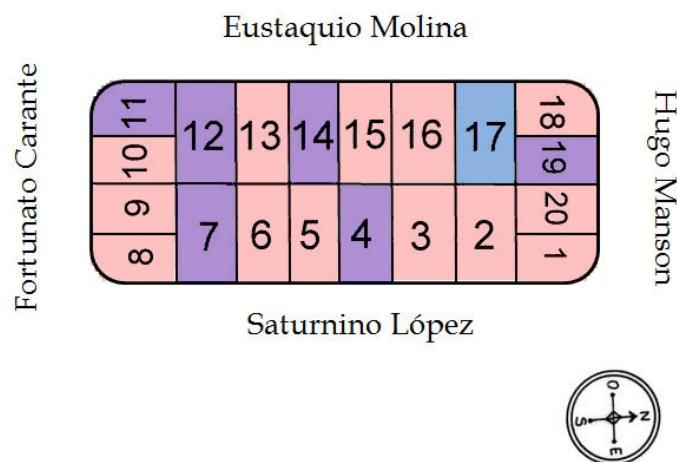 Eustaquio Molina
Fortunato Carante
Hugo Manson
11 12 13 14 15 16 17 18
10 19
9 20
8 7 6 5 4 3 2 1
Saturnino López
O
S N
E